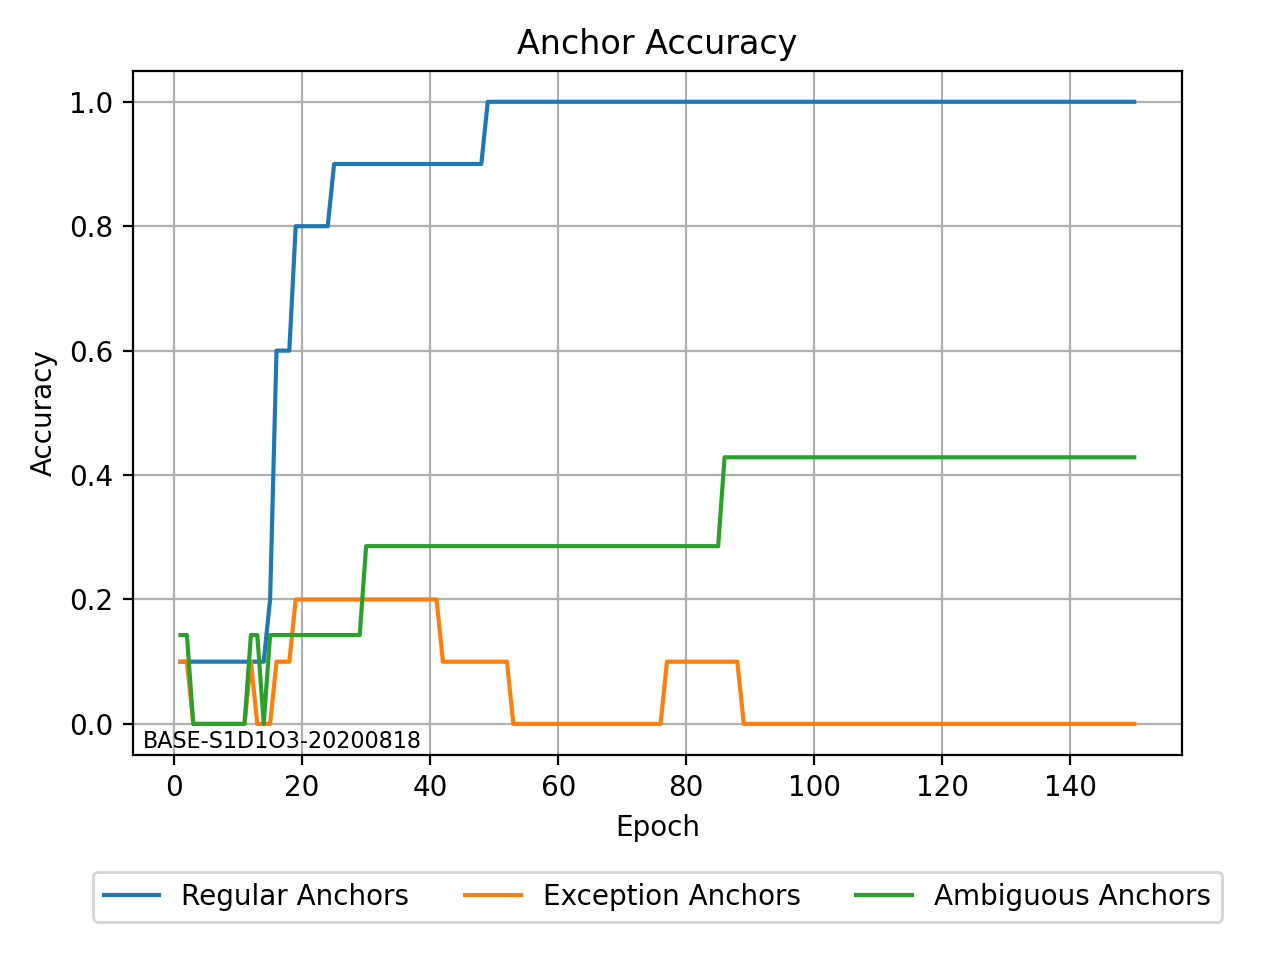 Anchor Accuracy
1.0
0.8
0.6
0.4
0.2
0.0
Accuracy
BASE-S1D1O3-20200818
0 20 40 60 80 100 120 140
Epoch
Regular Anchors Exception Anchors Ambiguous Anchors